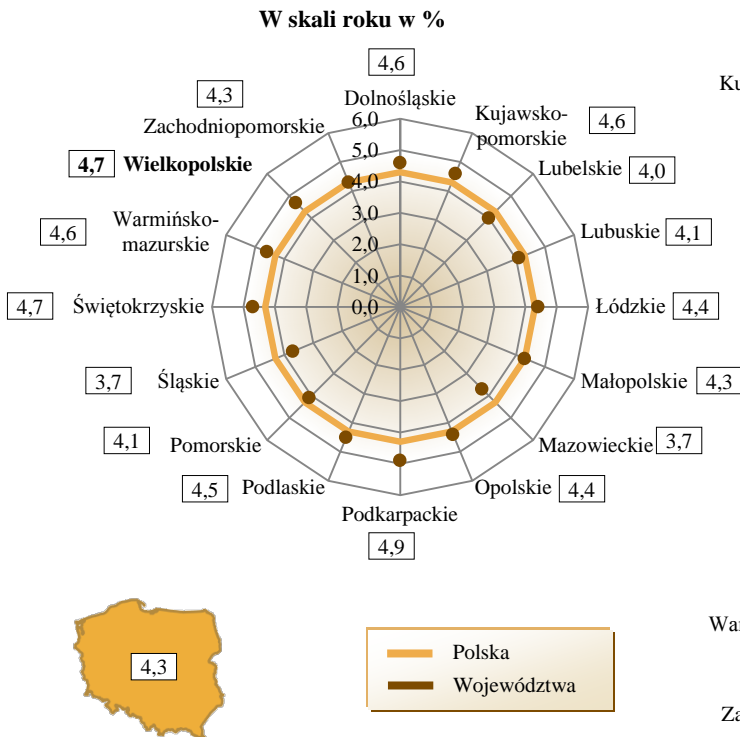 W skali roku w %
4,6
Dolnośląskie
4,6
Kujawsko-
pomorskie
Lubelskie
4,0
Lubuskie
4,1
Łódzkie
4,4
Małopolskie
4,3
Mazowieckie
3,7
Opolskie
4,4
Podkarpackie
4,9
Podlaskie
4,5
Pomorskie
4,1
Śląskie
3,7
Świętokrzyskie
4,7
Warmińsko-
mazurskie
4,6
4,7 Wielkopolskie
4,3
Zachodniopomorskie
6,0
5,0
4,0
3,0
2,0
1,0
0,0
4,3
Polska
Województwa
Ku
War
Za